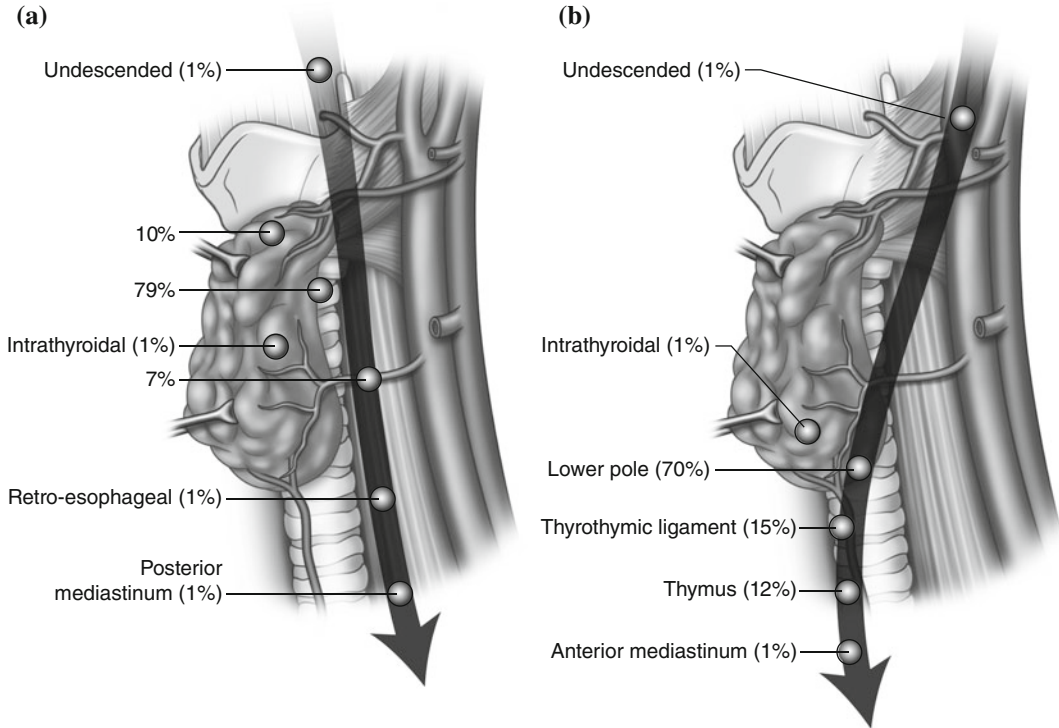 (a)
Undescended (1%)
10%
79%
Intrathyroidal (1%)
7%
Retro-esophageal (1%)
Posterior
mediastinum (1%)
(b)
Undescended (1%)
Intrathyroidal (1%)
Lower pole (70%)
Thyrothymic ligament (15%)
Thymus (12%)
Anterior mediastinum (1%)